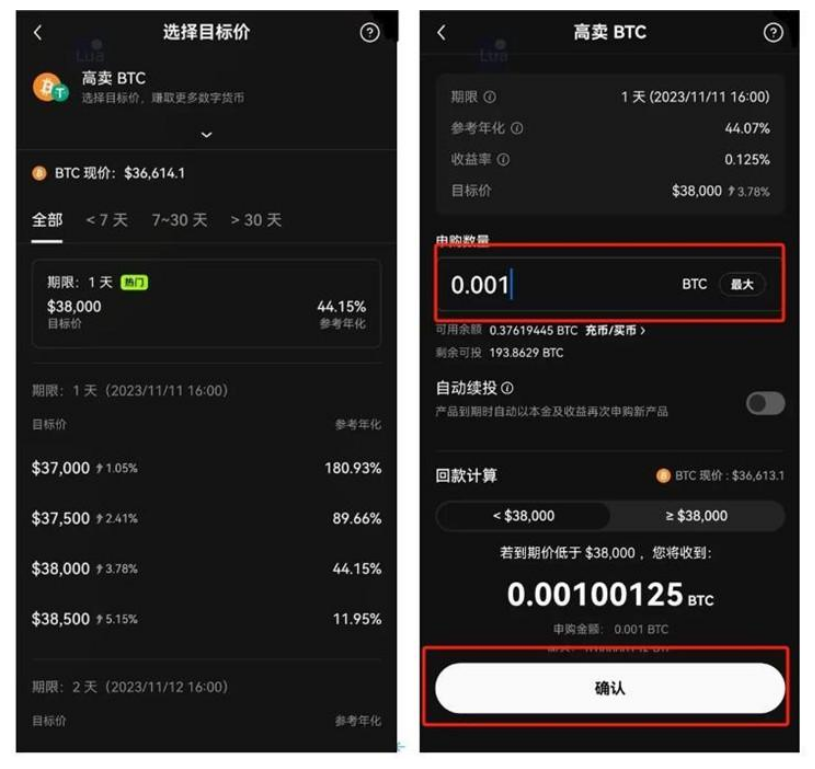 选择目标价
Lua
高卖 BTC
选择目标价，赚取更多数字货币
BTC 现价：$36,614.1
全部 < 7 天 7~30 天 > 30 天
期限：1 天 热门
$38,000 44.15%
目标价 参考年化
期限：1 天（2023/11/11 16:00）
目标价 参考年化
$37,000 1.05% 180.93%
$37,500 2.41% 89.66%
$38,000 3.78% 44.15%
$38,500 5.15% 11.95%
期限：2 天（2023/11/12 16:00）
目标价 参考年化
高卖 BTC
Lua
期限 1 天 (2023/11/11 16:00)
参考年化 44.07%
收益率 0.125%
目标价 $38,000 3.78%
申购数量
0.001 BTC 最大
可用余额 0.37619445 BTC 充币/买币 >
剩余可投 193.8629 BTC
自动续投
产品到期时自动以本金及收益再次申购新产品
回款计算 BTC 现价 : $36,613.1
< $38,000 ≥ $38,000
若到期价低于 $38,000 ，您将收到：
0.00100125 BTC
申购金额： 0.001 BTC
确认